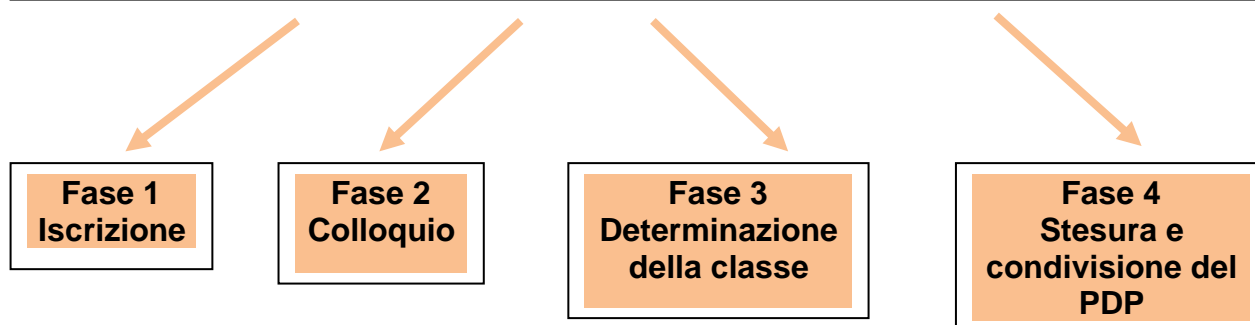 Fase 1
Iscrizione
Fase 2
Colloquio
Fase 3
Determinazione
della classe
Fase 4
Stesura e
condivisione del
PDP